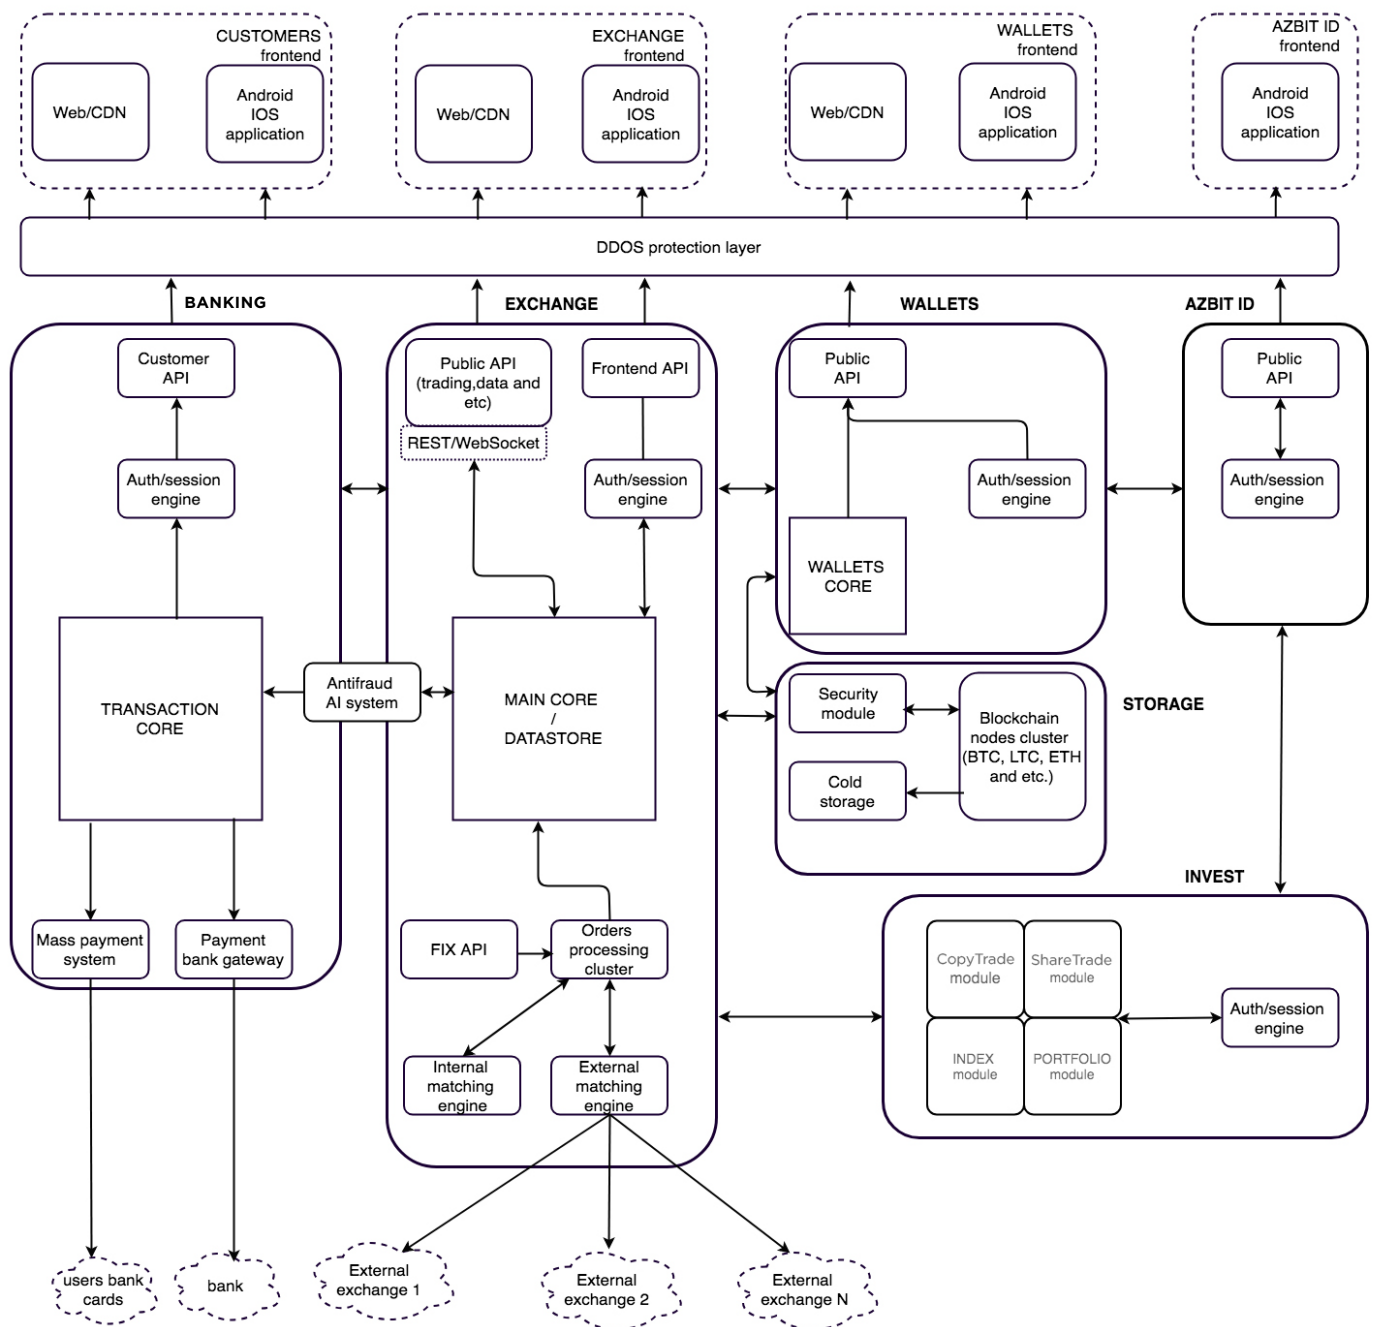 CUSTOMERS
frontend
Web/CDN
Android
IOS
application
EXCHANGE
frontend
Web/CDN
Android
IOS
application
WALLETS
frontend
Web/CDN
Android
IOS
application
AZBIT ID
frontend
Android
IOS
application
DDOS protection layer
BANKING
EXCHANGE
WALLETS
AZBIT ID
Customer
API
Auth/session
engine
TRANSACTION
CORE
Mass payment
system
Payment
bank gateway
Antifraud
AI system
Public API
(trading,data and
etc)
REST/WebSocket
Frontend API
Auth/session
engine
MAIN CORE
/
DATASTORE
FIX API
Orders
processing
cluster
Internal
matching
engine
External
matching
engine
Public
API
Auth/session
engine
WALLETS
CORE
Public
API
Auth/session
engine
STORAGE
Security
module
Blockchain
nodes cluster
(BTC, LTC, ETH
and etc.)
Cold
storage
INVEST
CopyTrade
module
ShareTrade
module
INDEX
module
PORTFOLIO
module
Auth/session
engine
users bank
cards
bank
External
exchange 1
External
exchange 2
External
exchange N